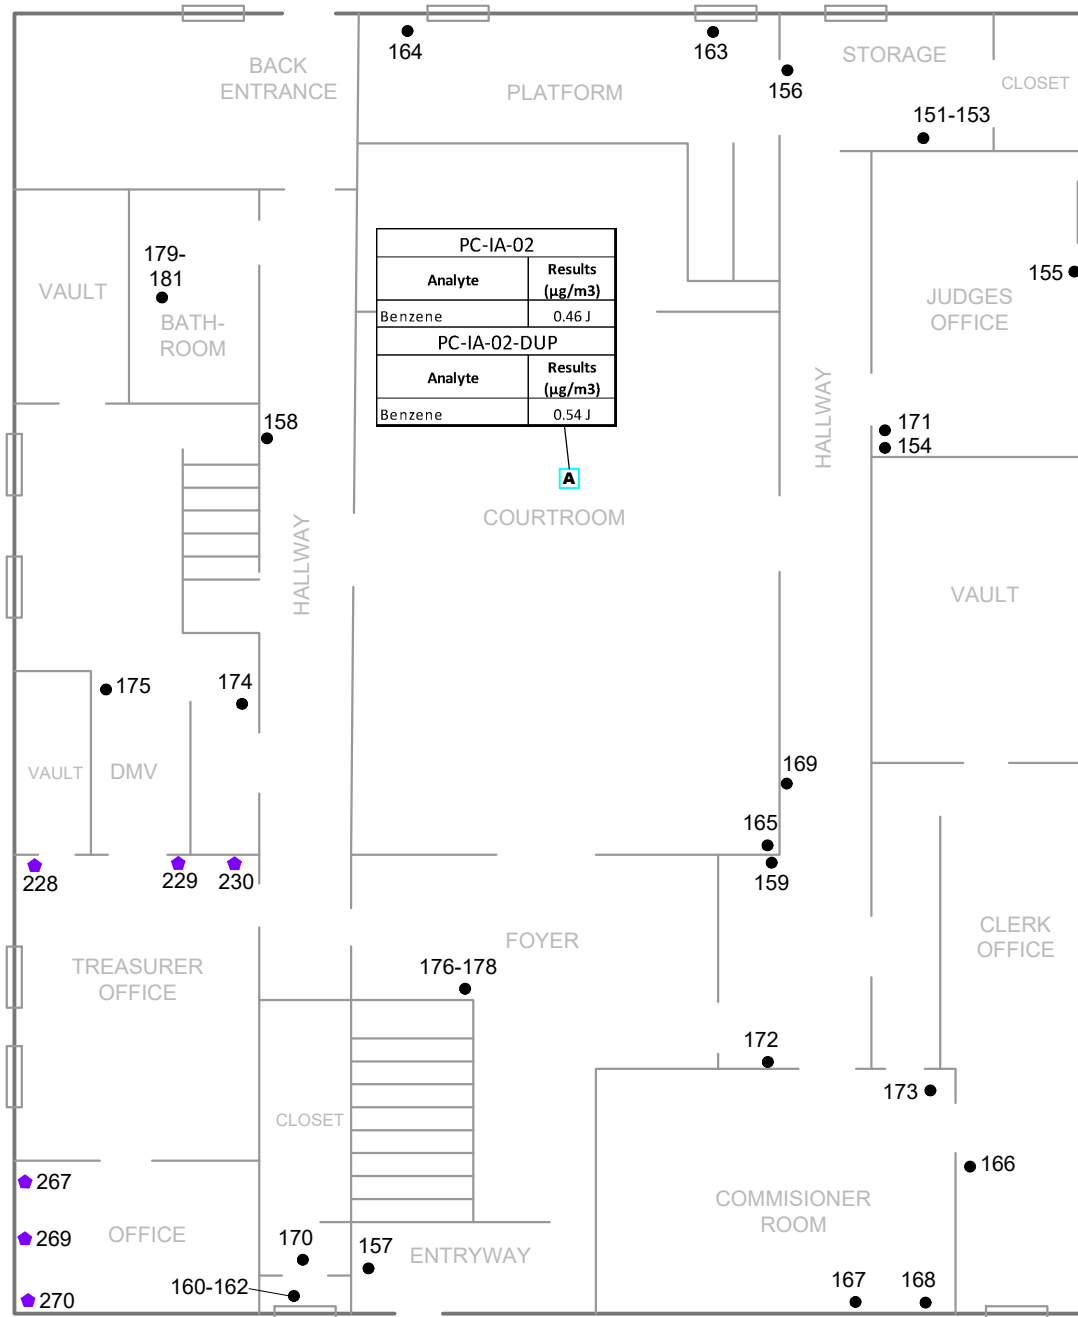 164
163
STORAGE
BACK
ENTRANCE
PLATFORM
156
CLOSET
151-153
179-
181
VAULT
BATH-
ROOM
PC-IA-02
Analyte
Results
(µg/m3)
Benzene
0.46 J
PC-IA-02-DUP
Analyte
Results
(µg/m3)
Benzene
0.54 J
155
JUDGES
OFFICE
HALLWAY
171
154
158
A
COURTROOM
HALLWAY
VAULT
175
174
VAULT
DMV
169
165
159
228
229
230
FOYER
CLERK
OFFICE
TREASURER
OFFICE
176-178
172
173
CLOSET
166
267
COMMISIONER
ROOM
269
OFFICE
170
157
ENTRYWAY
160-162
167
168
270